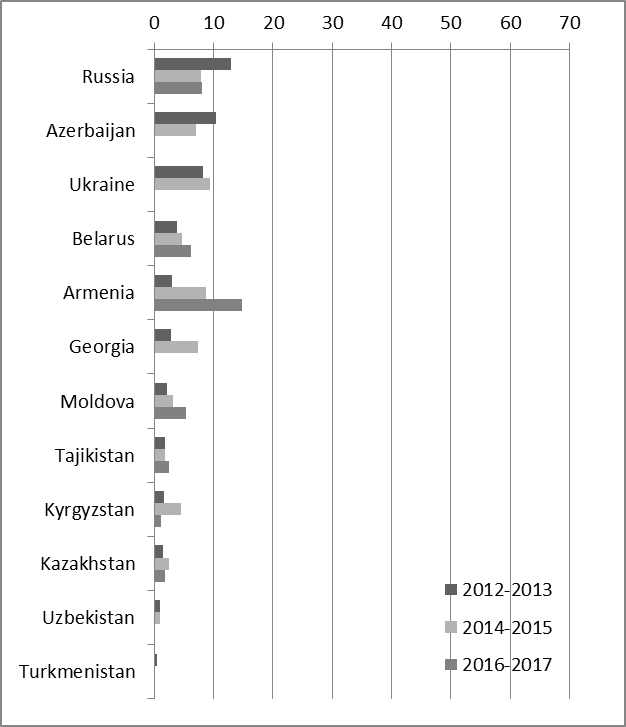 0 10 20 30 40 50 60 70
Russia
Azerbaijan
Ukraine
Belarus
Armenia
Georgia
Moldova
Tajikistan
Kyrgyzstan
Kazakhstan
Uzbekistan
Turkmenistan
2012-2013
2014-2015
2016-2017